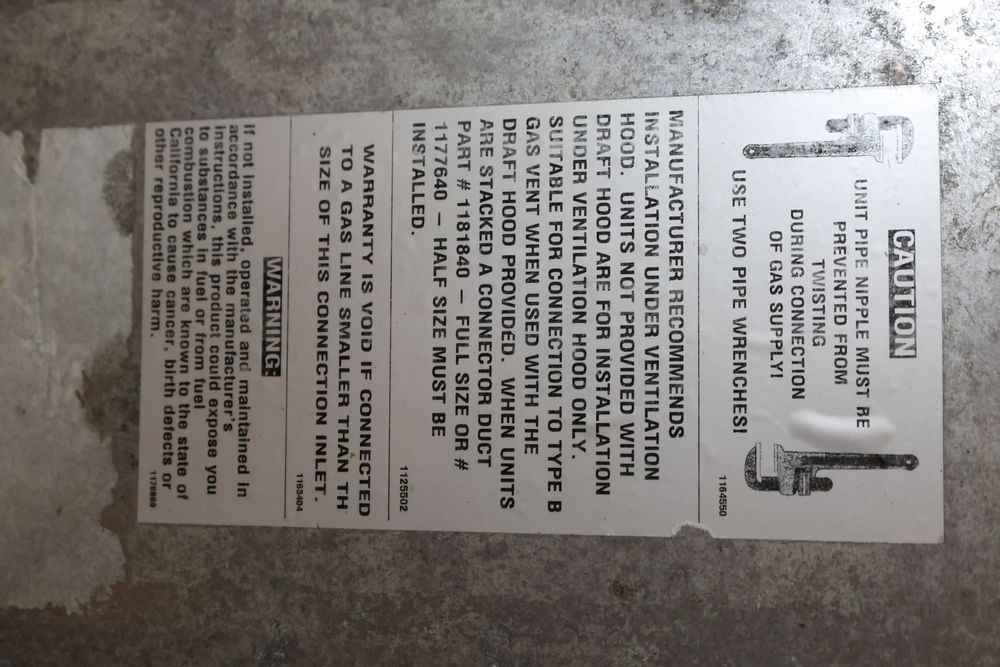 CAUTION
UNIT PIPE NIPPLE MUST BE
PREVENTED FROM
TWISTING
DURING CONNECTION
OF GAS SUPPLY!
USE TWO PIPE WRENCHES!
1164550
MANUFACTURER RECOMMENDS
INSTALLATION UNDER VENTILATION
HOOD. UNITS NOT PROVIDED WITH
DRAFT HOOD ARE FOR INSTALLATION
UNDER VENTILATION HOOD ONLY.
SUITABLE FOR CONNECTION TO TYPE B
GAS VENT WHEN USED WITH THE
DRAFT HOOD PROVIDED. WHEN UNITS
ARE STACKED A CONNECTOR DUCT
PART # 1181840 – FULL SIZE OR #
1177640 – HALF SIZE MUST BE
INSTALLED.
1125502
WARRANTY IS VOID IF CONNECTED
TO A GAS LINE SMALLER THAN TH
SIZE OF THIS CONNECTION INLET.
1163404
WARNING:
If not installed, operated and maintained in
accordance with the manufacturer's
instructions, this product could expose you
to substances in fuel or from fuel
combustion which are known to the state of
California to cause cancer, birth defects or
other reproductive harm.
1176889